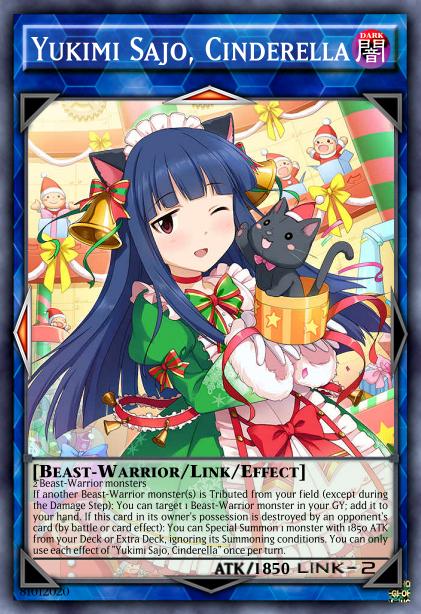 Yukimi Sajo, Cinderella
DARK
闇
[Beast-Warrior/Link/Effect]
2 Beast-Warrior monsters
If another Beast-Warrior monster(s) is Tributed from your field (except during
the Damage Step): You can target 1 Beast-Warrior monster in your GY; add it to
your hand. If this card in its owner's possession is destroyed by an opponent's
card (by battle or card effect): You can Special Summon 1 monster with 1850 ATK
from your Deck or Extra Deck, ignoring its Summoning conditions. You can only
use each effect of "Yukimi Sajo, Cinderella" once per turn.
ATK/1850 LINK-2
81012020